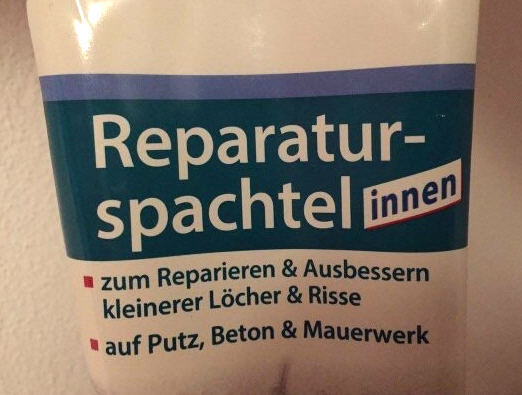 Reparatur-
spachtel innen
zum Reparieren & Ausbessern
kleinerer Löcher & Risse
auf Putz, Beton & Mauerwerk